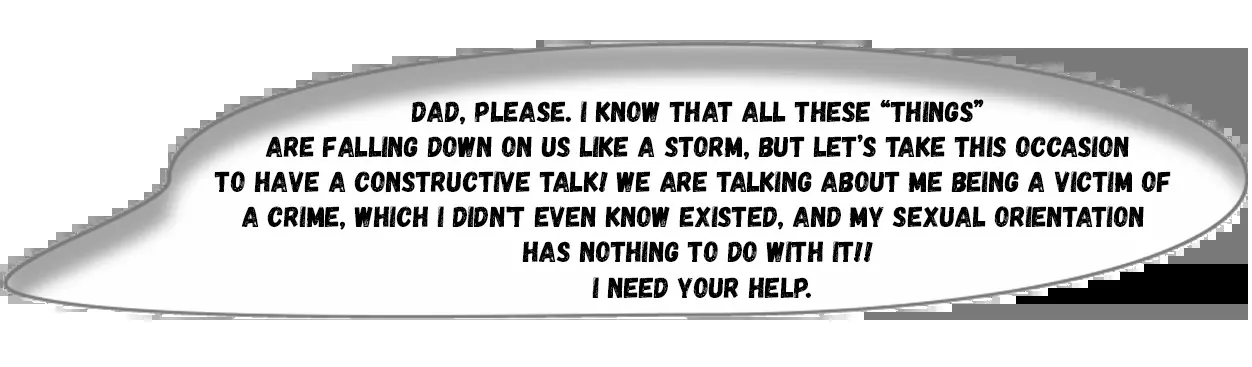 DAD, PLEASE. I KNOW THAT ALL THESE “THINGS”
ARE FALLING DOWN ON US LIKE A STORM, BUT LET’S TAKE THIS OCCASION
TO HAVE A CONSTRUCTIVE TALK! WE ARE TALKING ABOUT ME BEING A VICTIM OF
A CRIME, WHICH I DIDN'T EVEN KNOW EXISTED, AND MY SEXUAL ORIENTATION
HAS NOTHING TO DO WITH IT!!
I NEED YOUR HELP.